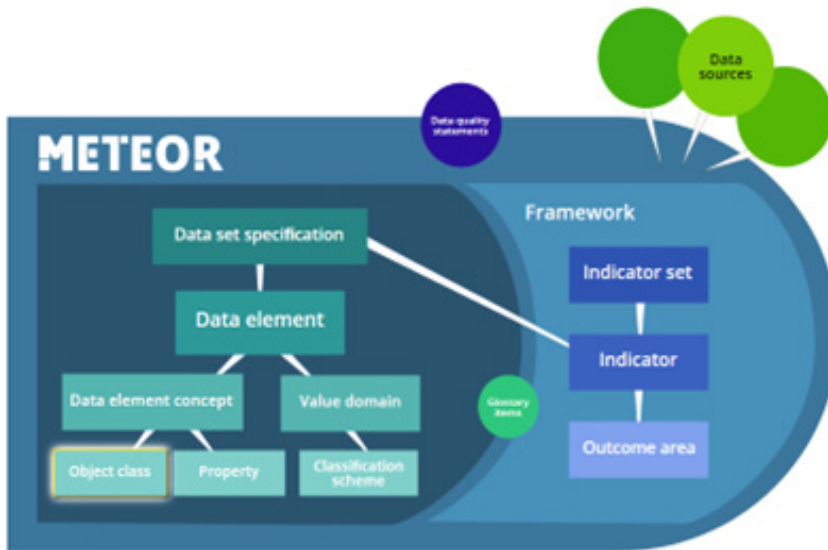 Data
sources
Data quality
statements
METEOR
Framework
Data set specification
Indicator set
Data element
Indicator
Data element concept
Value domain
Glossary
items
Outcome area
Object class
Property
Classification
scheme